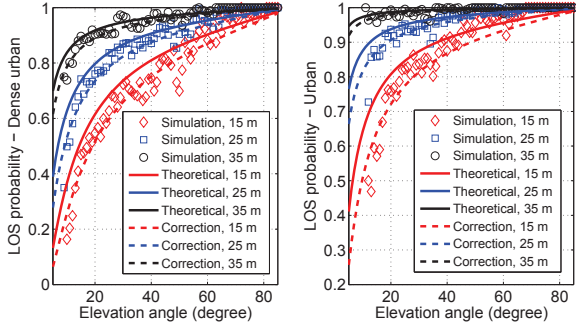 LOS probability − Dense urban
1
0.8
0.6
0.4
0.2
0
20
40
60
80
Elevation angle (degree)
Simulation, 15 m
Simulation, 25 m
Simulation, 35 m
Theoretical, 15 m
Theoretical, 25 m
Theoretical, 35 m
Correction, 15 m
Correction, 25 m
Correction, 35 m
LOS probability − Urban
1
0.9
0.8
0.7
0.6
0.5
0.4
0.3
0.2
20
40
60
80
Elevation angle (degree)
Simulation, 15 m
Simulation, 25 m
Simulation, 35 m
Theoretical, 15 m
Theoretical, 25 m
Theoretical, 35 m
Correction, 15 m
Correction, 25 m
Correction, 35 m